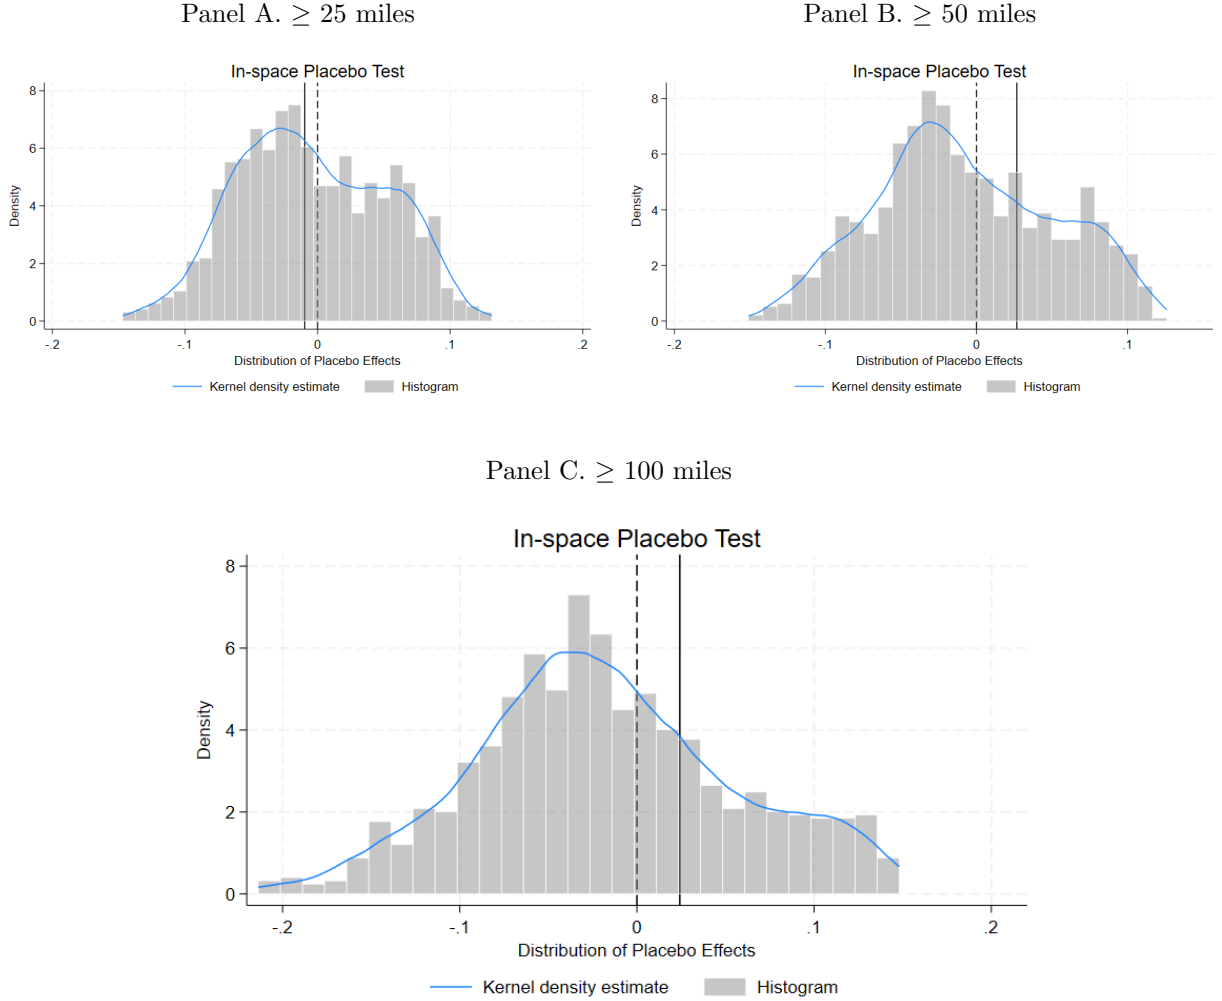 Panel A. ≥ 25 miles
In-space Placebo Test
Density
8
6
4
2
0
-.2 -.1 0 .1 .2
Distribution of Placebo Effects
Kernel density estimate Histogram
Panel B. ≥ 50 miles
In-space Placebo Test
Density
8
6
4
2
0
-.2 -.1 0 .1
Distribution of Placebo Effects
Kernel density estimate Histogram
Panel C. ≥ 100 miles
In-space Placebo Test
Density
8
6
4
2
0
-.2 -.1 0 .1 .2
Distribution of Placebo Effects
Kernel density estimate Histogram